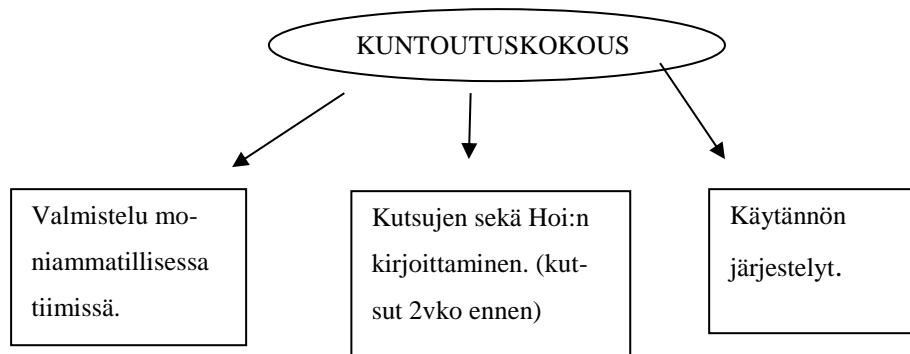 KUNTOUTUSKOKOUS
Valmistelu mo-
niammatillisessa
tiimissä.
Kutsujen sekä Hoi:n
kirjoittaminen. (kut-
sut 2vko ennen)
Käytännön
järjestelyt.